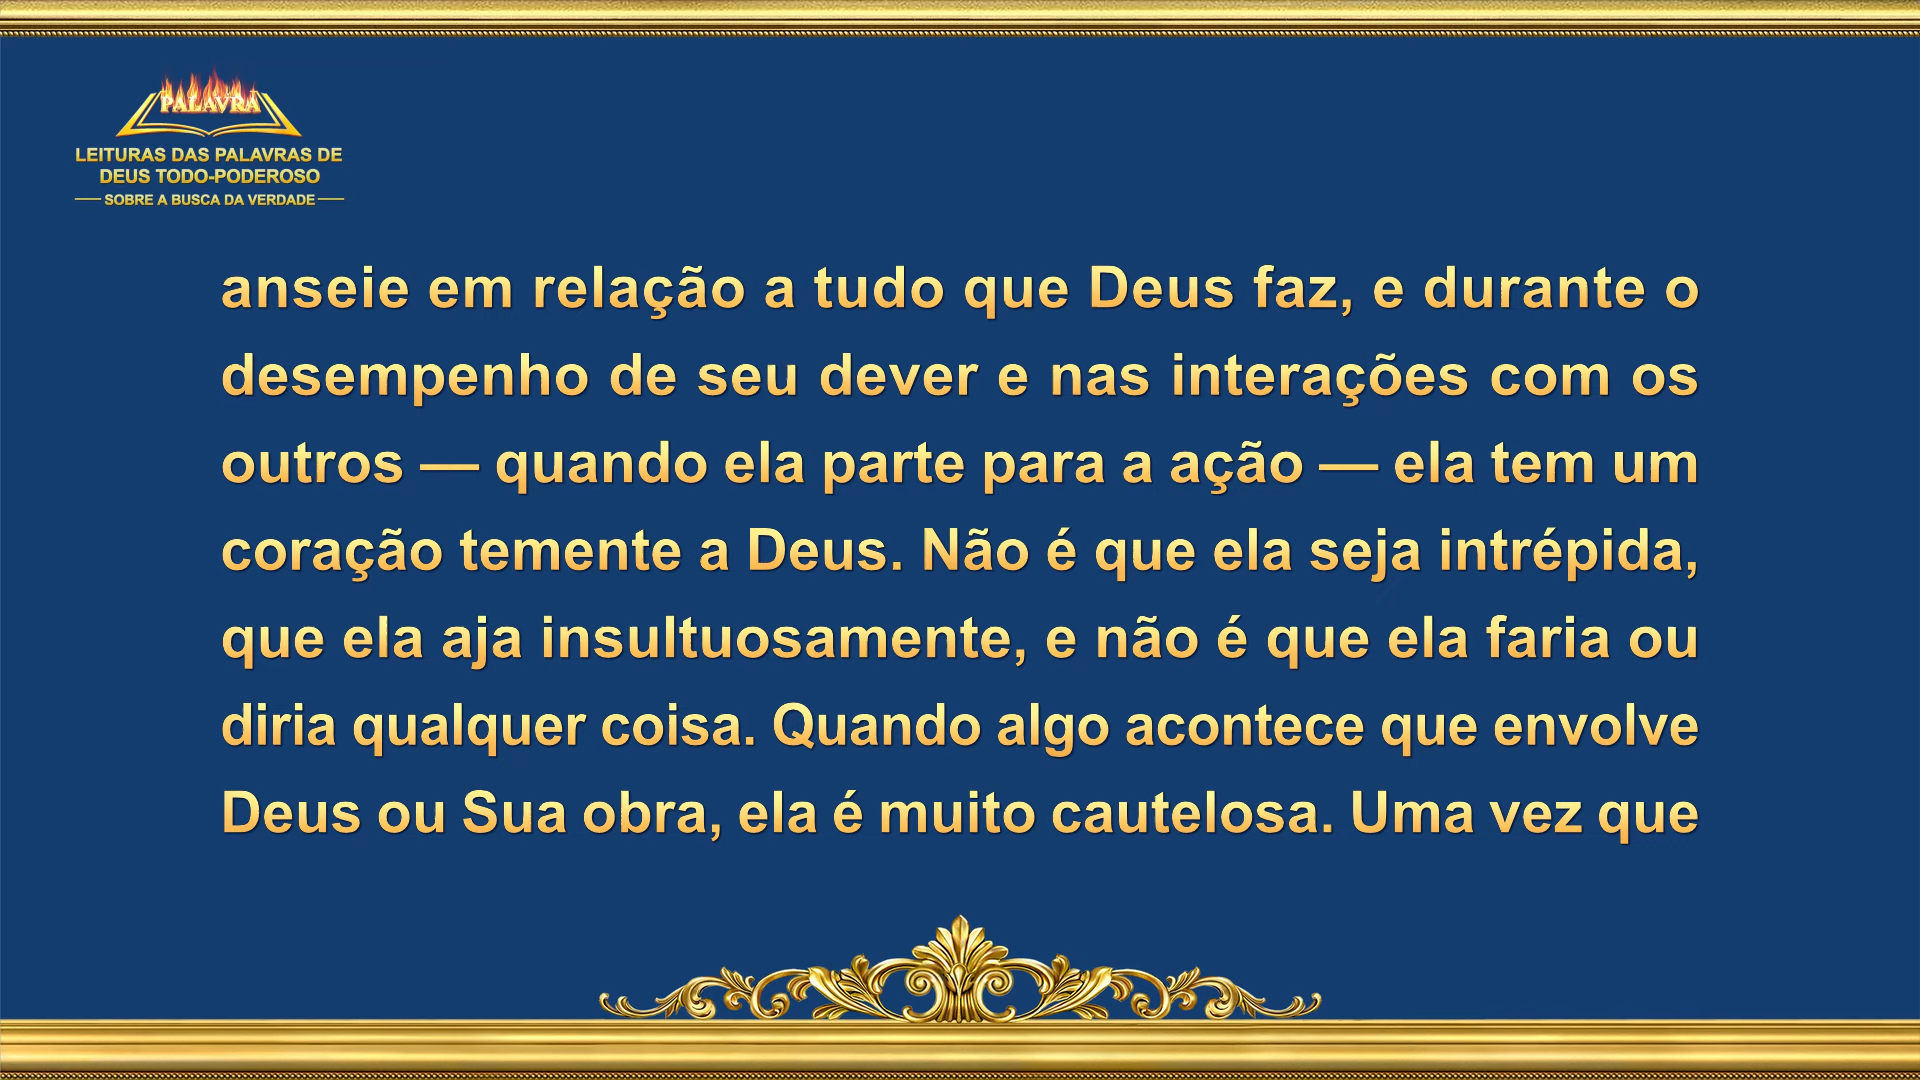 PALAVRA
LEITURAS DAS PALAVRAS DE
DEUS TODO-PODEROSO
SOBRE A BUSCA DA VERDADE
anseie em relação a tudo que Deus faz, e durante o
desempenho de seu dever e nas interações com os
outros — quando ela parte para a ação — ela tem um
coração temente a Deus. Não é que ela seja intrépida,
que ela aja insultuosamente, e não é que ela faria ou
diria qualquer coisa. Quando algo acontece que envolve
Deus ou Sua obra, ela é muito cautelosa. Uma vez que